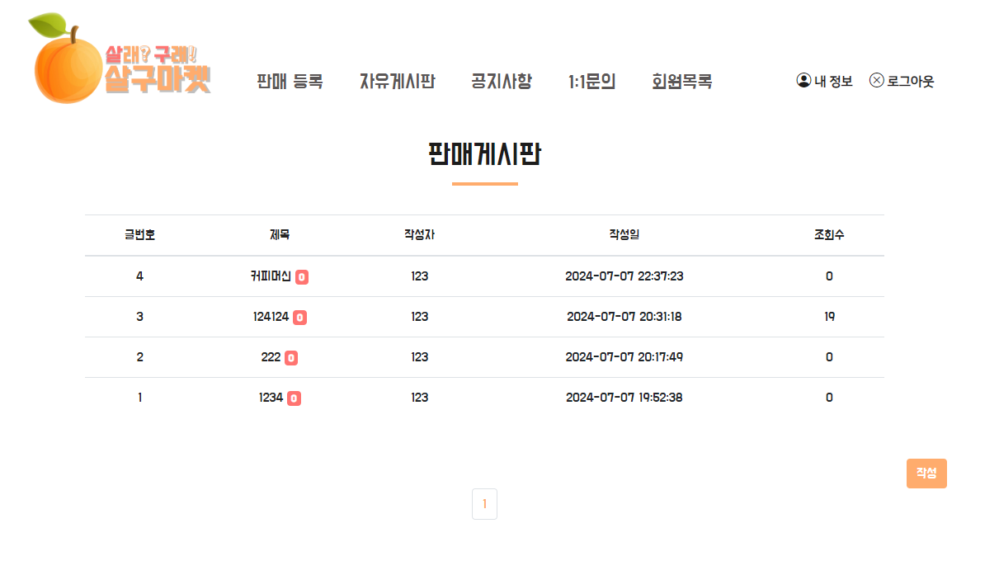 살래? 구래!
살구마켓
판매 등록 자유게시판 공지사항 1:1문의 회원목록 내 정보 로그아웃
판매게시판
글번호 제목 작성자 작성일 조회수
4 커피머신 0 123 2024-07-07 22:37:23 0
3 124124 0 123 2024-07-07 20:31:18 19
2 222 0 123 2024-07-07 20:17:49 0
1 1234 0 123 2024-07-07 19:52:38 0
작성
1